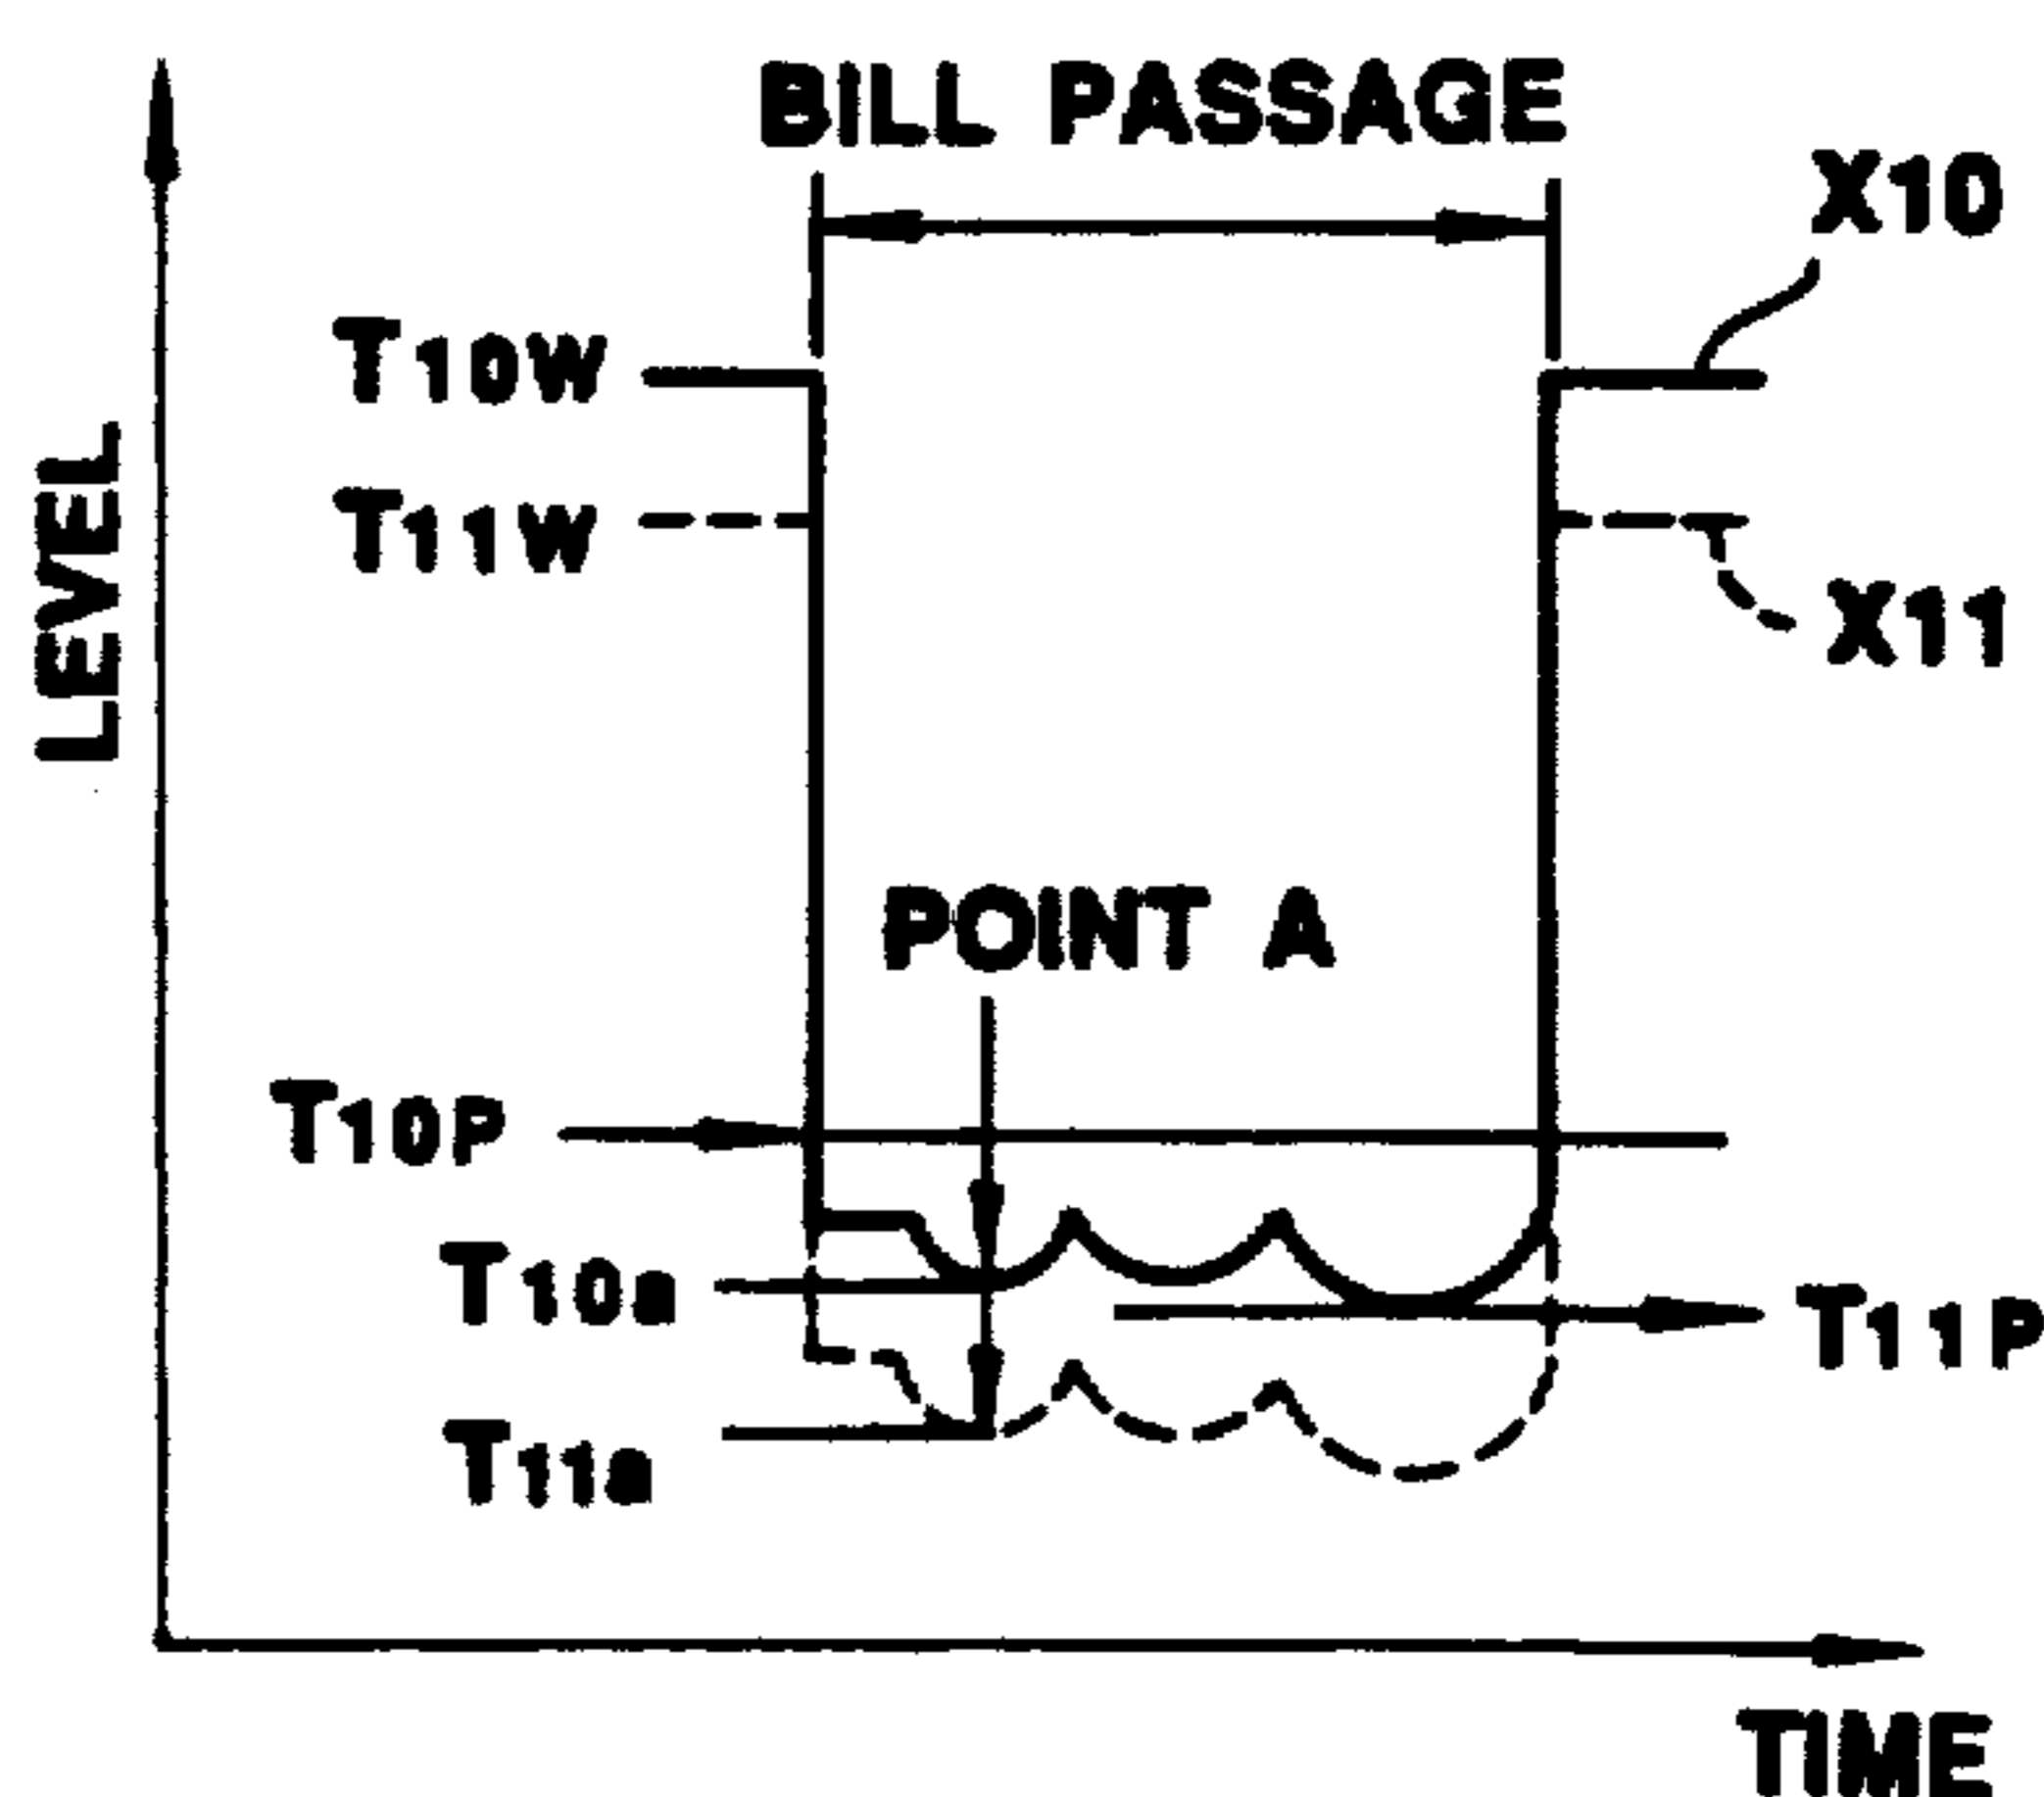 BILL PASSAGE
X10
T10W
T11W
LEVEL
X11
POINT A
T10P
T10a
T11P
T11a
TIME